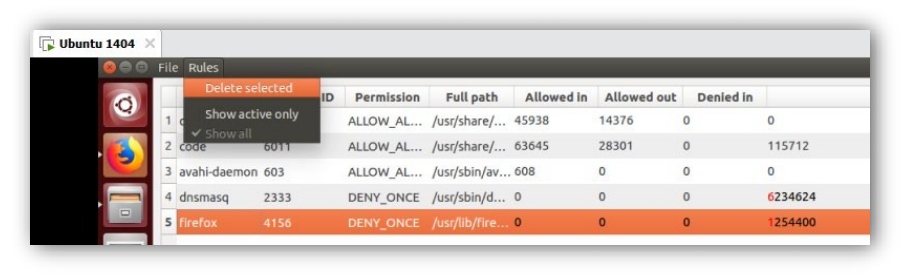 Ubuntu 1404
File Rules
Delete selected
Show active only
✓ Show all
ID Permission Full path Allowed in Allowed out Denied in
1 ALLOW_AL... /usr/share/... 45938 14376 0 0
2 code 6011 ALLOW_AL... /usr/share/... 63645 28301 0 115712
3 avahi-daemon 603 ALLOW_AL... /usr/sbin/av... 608 0 0 0
4 dnsmasq 2333 DENY_ONCE /usr/sbin/d... 0 0 0 6234624
5 firefox 4156 DENY_ONCE /usr/lib/fire... 0 0 0 1254400